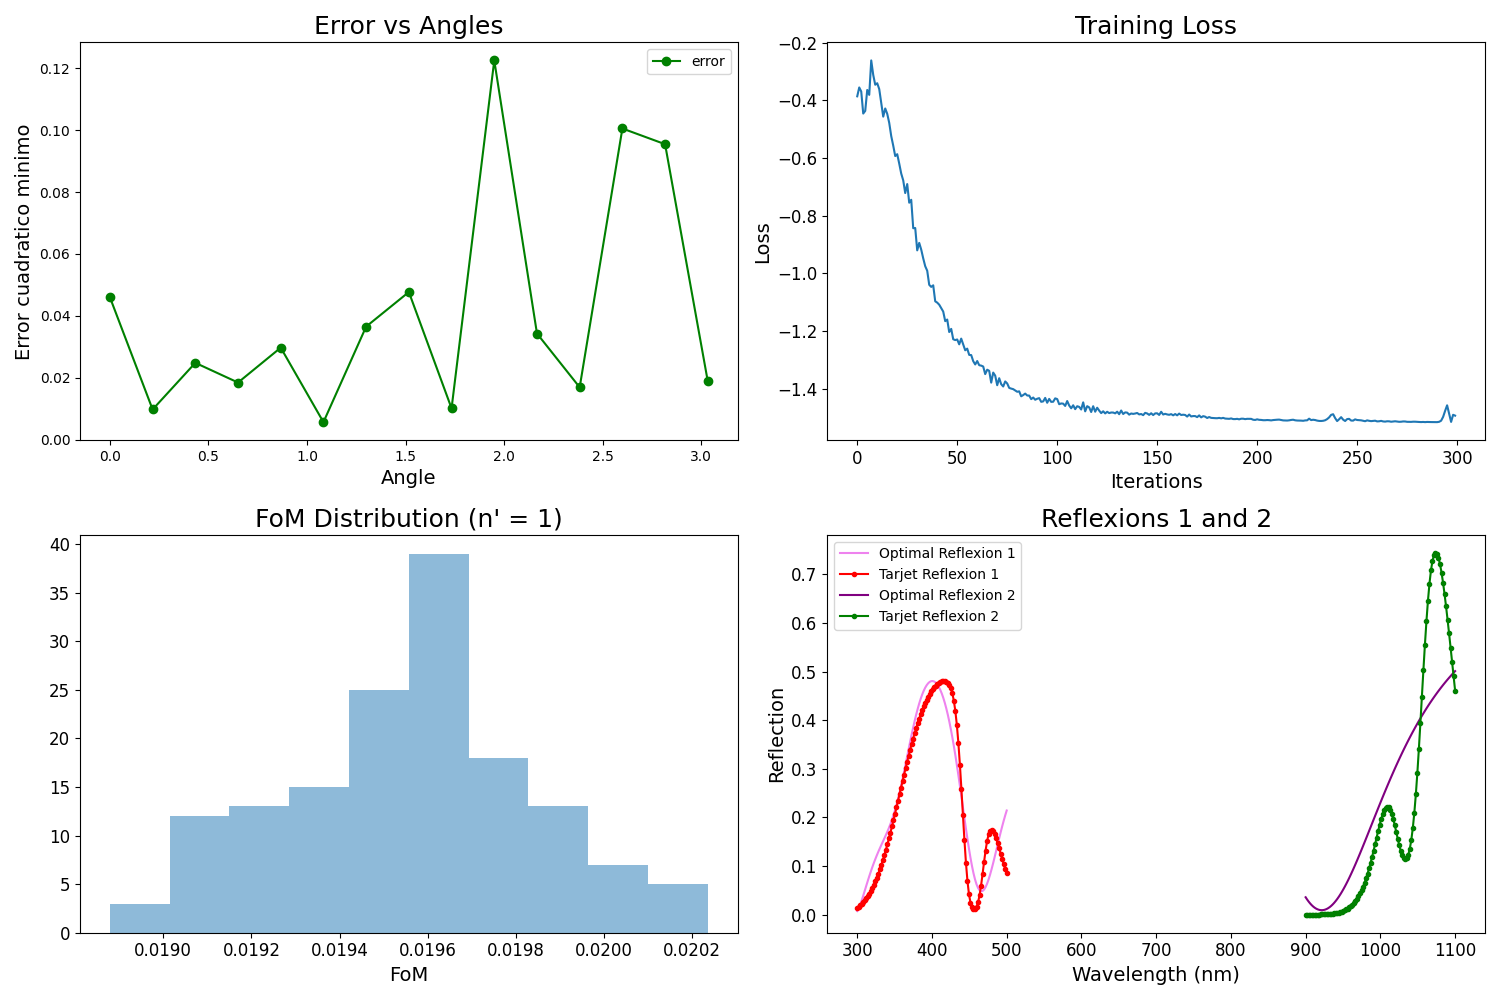 Error vs Angles
error
Error cuadratico minimo
0.12
0.10
0.08
0.06
0.04
0.02
0.00
0.0 0.5 1.0 1.5 2.0 2.5 3.0
Angle
Training Loss
Loss
−0.2
−0.4
−0.6
−0.8
−1.0
−1.2
−1.4
0 50 100 150 200 250 300
Iterations
FoM Distribution (n' = 1)
40
35
30
25
20
15
10
5
0
0.0190 0.0192 0.0194 0.0196 0.0198 0.0200 0.0202
FoM
Reflexions 1 and 2
Optimal Reflexion 1
Tarjet Reflexion 1
Optimal Reflexion 2
Tarjet Reflexion 2
Reflection
0.7
0.6
0.5
0.4
0.3
0.2
0.1
0.0
300 400 500 600 700 800 900 1000 1100
Wavelength (nm)